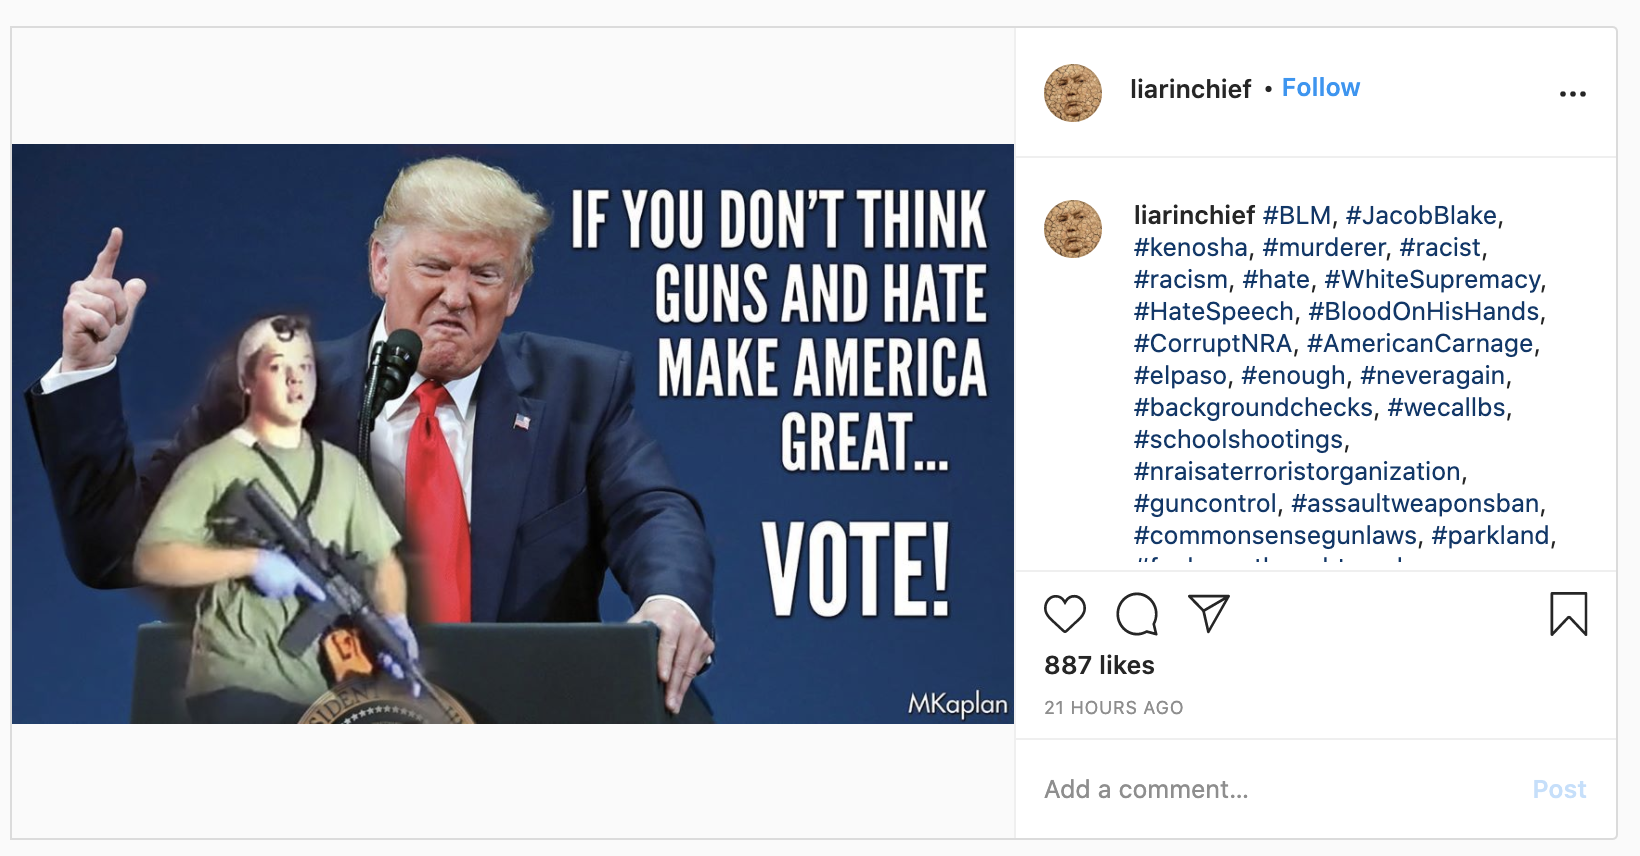 IF YOU DON'T THINK
GUNS AND HATE
MAKE AMERICA
GREAT...
VOTE!
MKaplan
liarinchief • Follow
liarinchief #BLM, #JacobBlake,
#kenosha, #murderer, #racist,
#racism, #hate, #WhiteSupremacy,
#HateSpeech, #BloodOnHisHands,
#CorruptNRA, #AmericanCarnage,
#elpaso, #enough, #neveragain,
#backgroundchecks, #wecallbs,
#schoolshootings,
#nraisaterroristorganization,
#guncontrol, #assaultweaponsban,
#commonsensegunlaws, #parkland,
887 likes
21 HOURS AGO
Add a comment...
Post